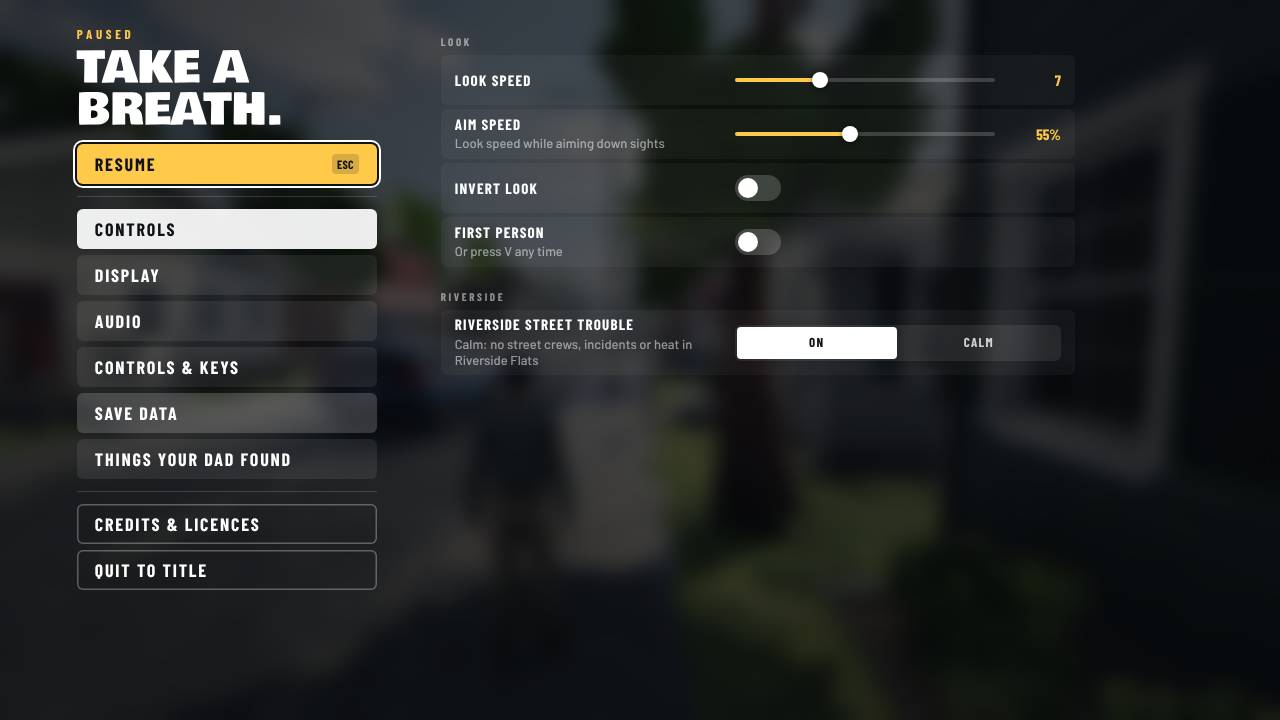 PAUSED
TAKE A
BREATH.
RESUME ESC
CONTROLS
DISPLAY
AUDIO
CONTROLS & KEYS
SAVE DATA
THINGS YOUR DAD FOUND
CREDITS & LICENCES
QUIT TO TITLE
LOOK
LOOK SPEED 7
AIM SPEED 55%
Look speed while aiming down sights
INVERT LOOK
FIRST PERSON
Or press V any time
RIVERSIDE
RIVERSIDE STREET TROUBLE
Calm: no street crews, incidents or heat in
Riverside Flats
ON CALM